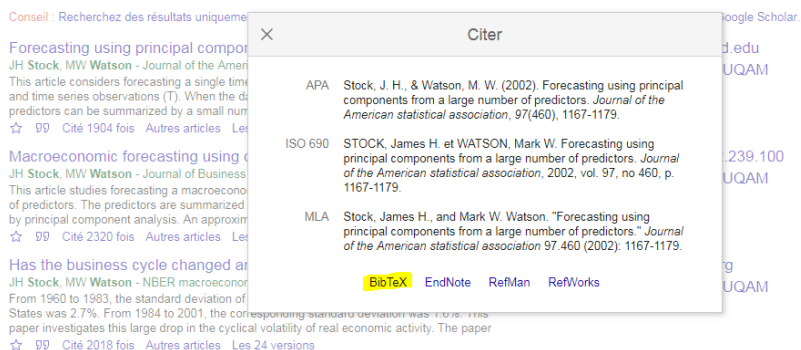 Conseil : Recherchez des résultats uniqueme
Google Scholar.
Citer
Forecasting using principal compor
d.edu
JH Stock, MW Watson - Journal of the Ameri
UQAM
This article considers forecasting a single time
and time series observations (T). When the da
predictors can be summarized by a small num
Cité 1904 fois Autres articles Les
APA Stock, J. H., & Watson, M. W. (2002). Forecasting using principal
components from a large number of predictors. Journal of the
American statistical association, 97(460), 1167-1179.
ISO 690 STOCK, James H. et WATSON, Mark W. Forecasting using
principal components from a large number of predictors. Journal
of the American statistical association, 2002, vol. 97, no 460, p.
1167-1179.
MLA Stock, James H., and Mark W. Watson. "Forecasting using
principal components from a large number of predictors." Journal
of the American statistical association 97.460 (2002): 1167-1179.
BibTeX EndNote RefMan RefWorks
Macroeconomic forecasting using
.239.100
JH Stock, MW Watson - Journal of Business
UQAM
This article studies forecasting a macroecono
of predictors. The predictors are summarized
by principal component analysis. An approxim
Cité 2320 fois Autres articles Les
Has the business cycle changed an
rg
JH Stock, MW Watson - NBER macroeconor
UQAM
From 1960 to 1983, the standard deviation of
States was 2.7%. From 1984 to 2001, the corresponding standard deviation was 1.6%. This
paper investigates this large drop in the cyclical volatility of real economic activity. The paper
Cité 2018 fois Autres articles Les 24 versions